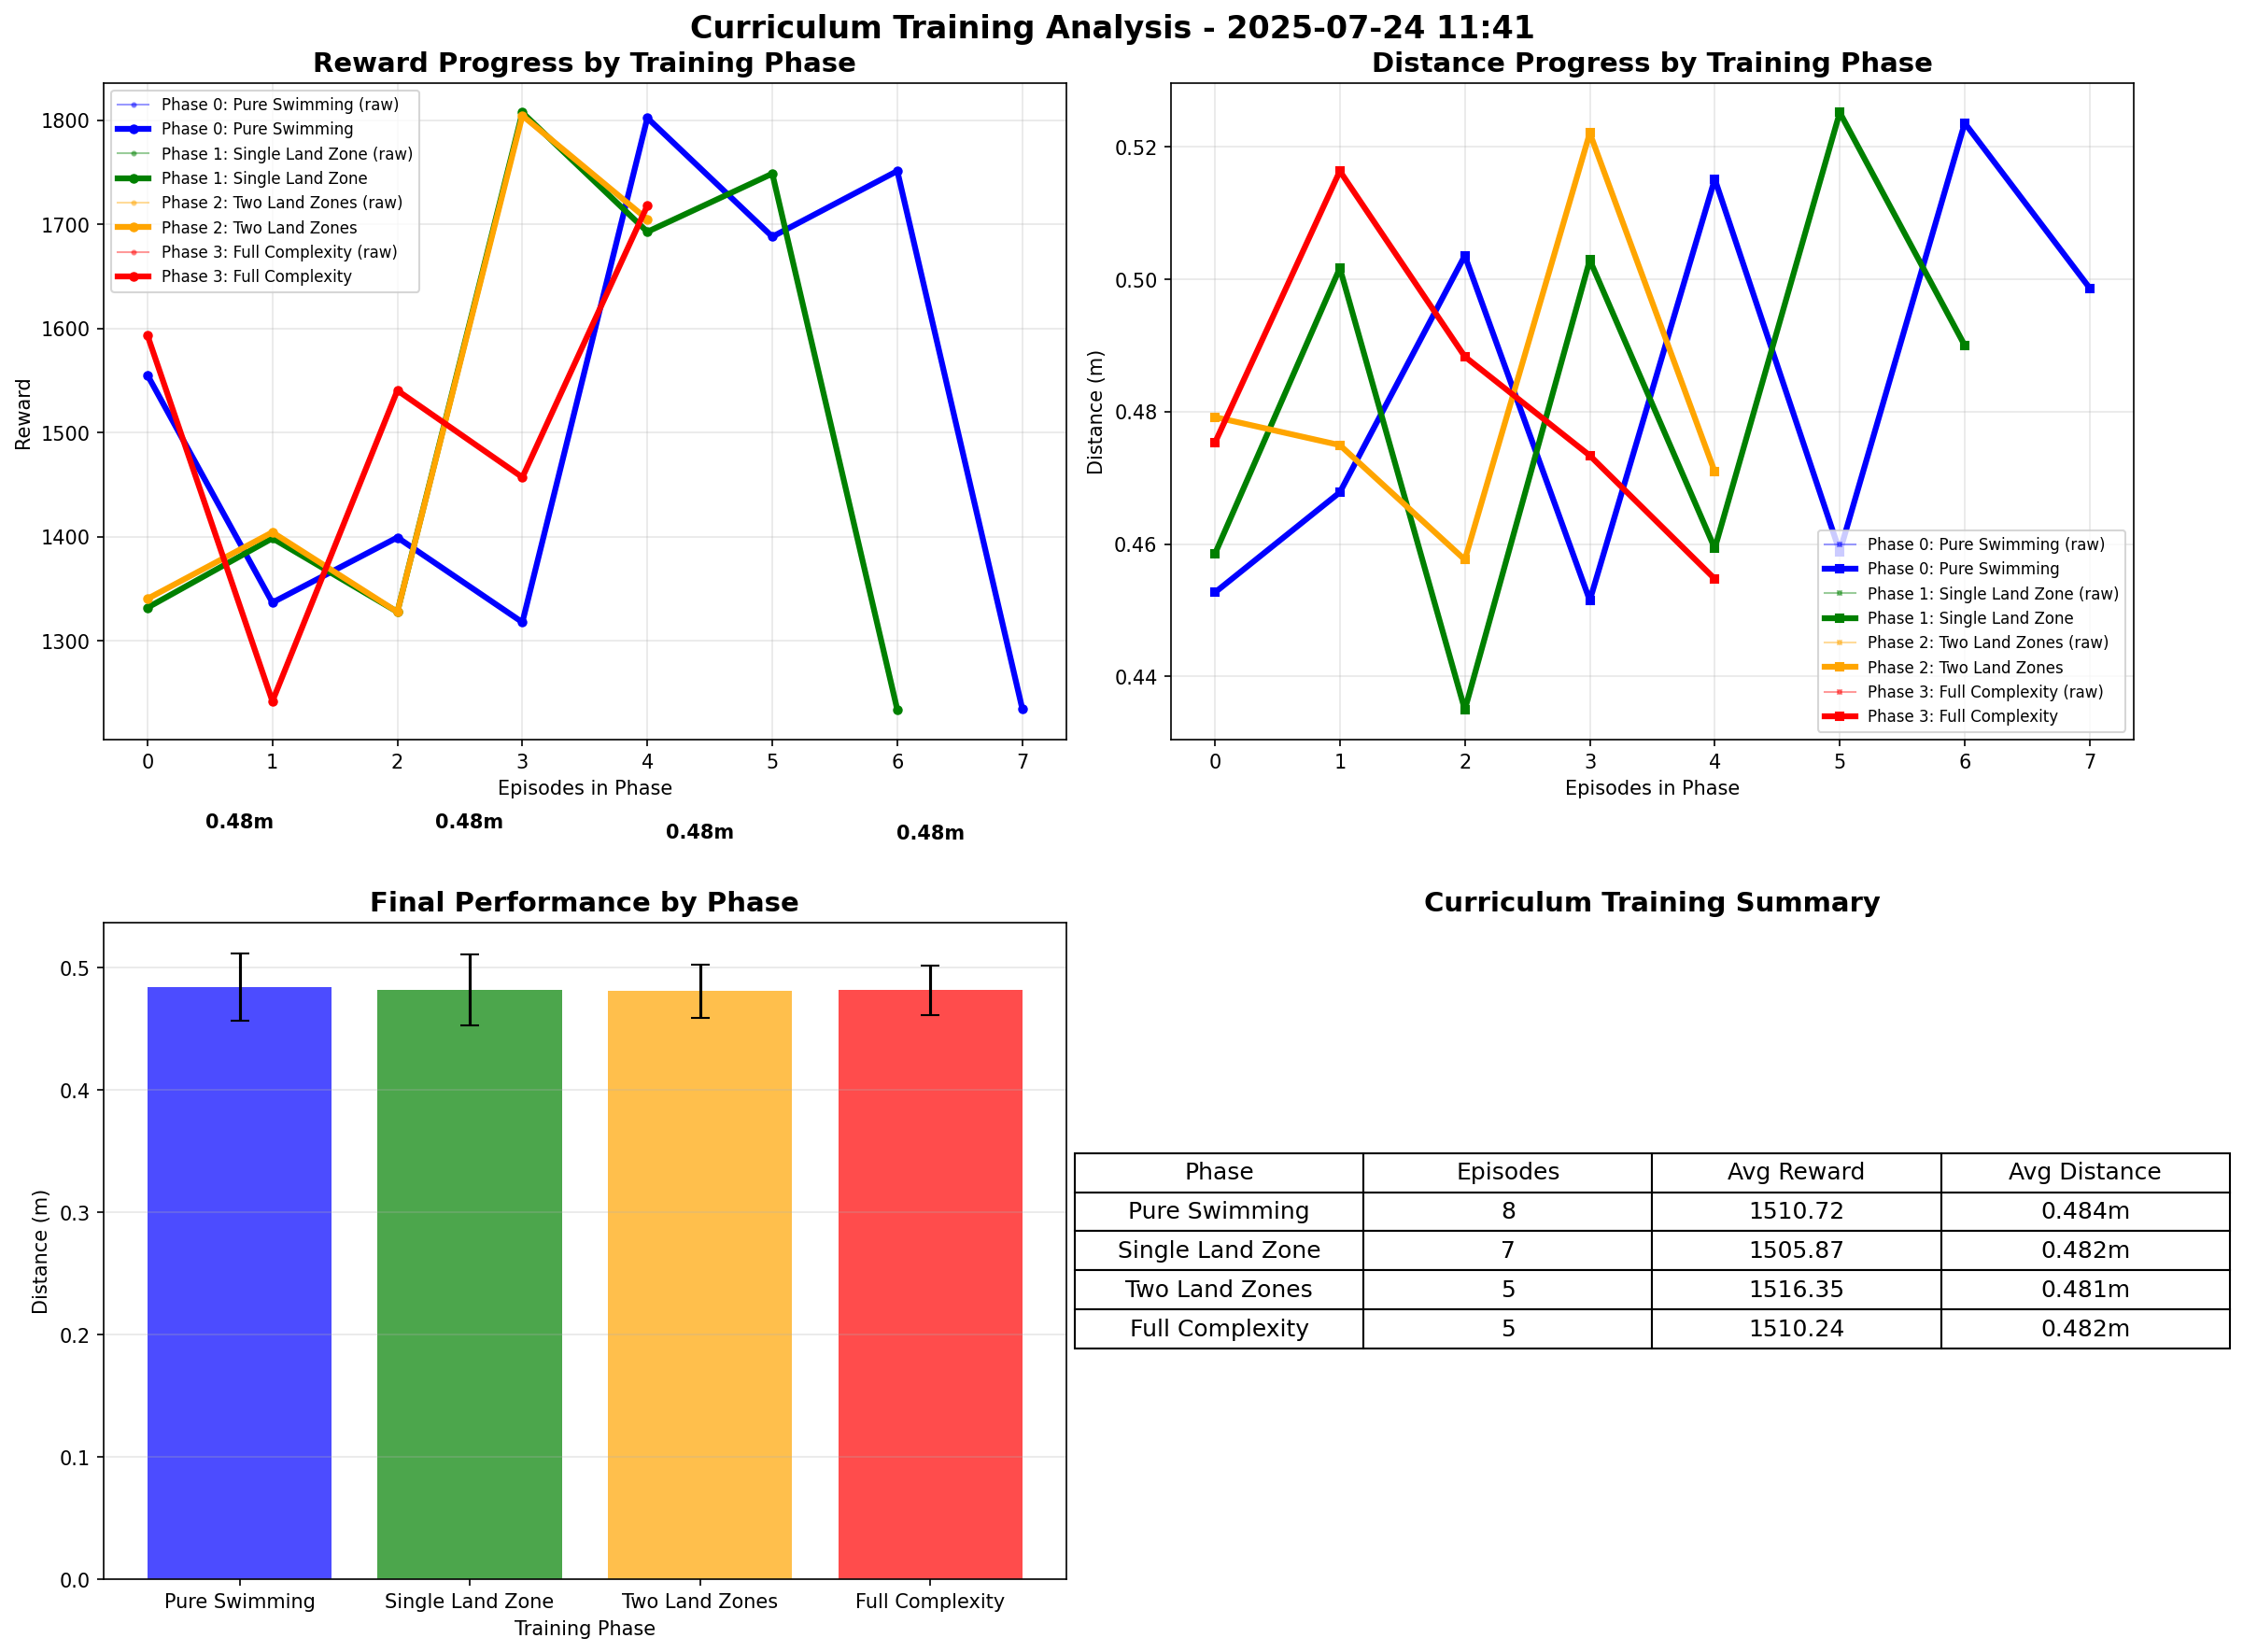 Curriculum Training Analysis - 2025-07-24 11:41
Reward Progress by Training Phase
Reward
1800
1700
1600
1500
1400
1300
Phase 0: Pure Swimming (raw)
Phase 0: Pure Swimming
Phase 1: Single Land Zone (raw)
Phase 1: Single Land Zone
Phase 2: Two Land Zones (raw)
Phase 2: Two Land Zones
Phase 3: Full Complexity (raw)
Phase 3: Full Complexity
0 1 2 3 4 5 6 7
Episodes in Phase
Distance Progress by Training Phase
Distance (m)
0.52
0.50
0.48
0.46
0.44
Phase 0: Pure Swimming (raw)
Phase 0: Pure Swimming
Phase 1: Single Land Zone (raw)
Phase 1: Single Land Zone
Phase 2: Two Land Zones (raw)
Phase 2: Two Land Zones
Phase 3: Full Complexity (raw)
Phase 3: Full Complexity
0 1 2 3 4 5 6 7
Episodes in Phase
0.48m 0.48m 0.48m 0.48m
Final Performance by Phase
Distance (m)
0.5
0.4
0.3
0.2
0.1
0.0
Pure Swimming Single Land Zone Two Land Zones Full Complexity
Training Phase
Curriculum Training Summary
Phase Episodes Avg Reward Avg Distance
Pure Swimming 8 1510.72 0.484m
Single Land Zone 7 1505.87 0.482m
Two Land Zones 5 1516.35 0.481m
Full Complexity 5 1510.24 0.482m